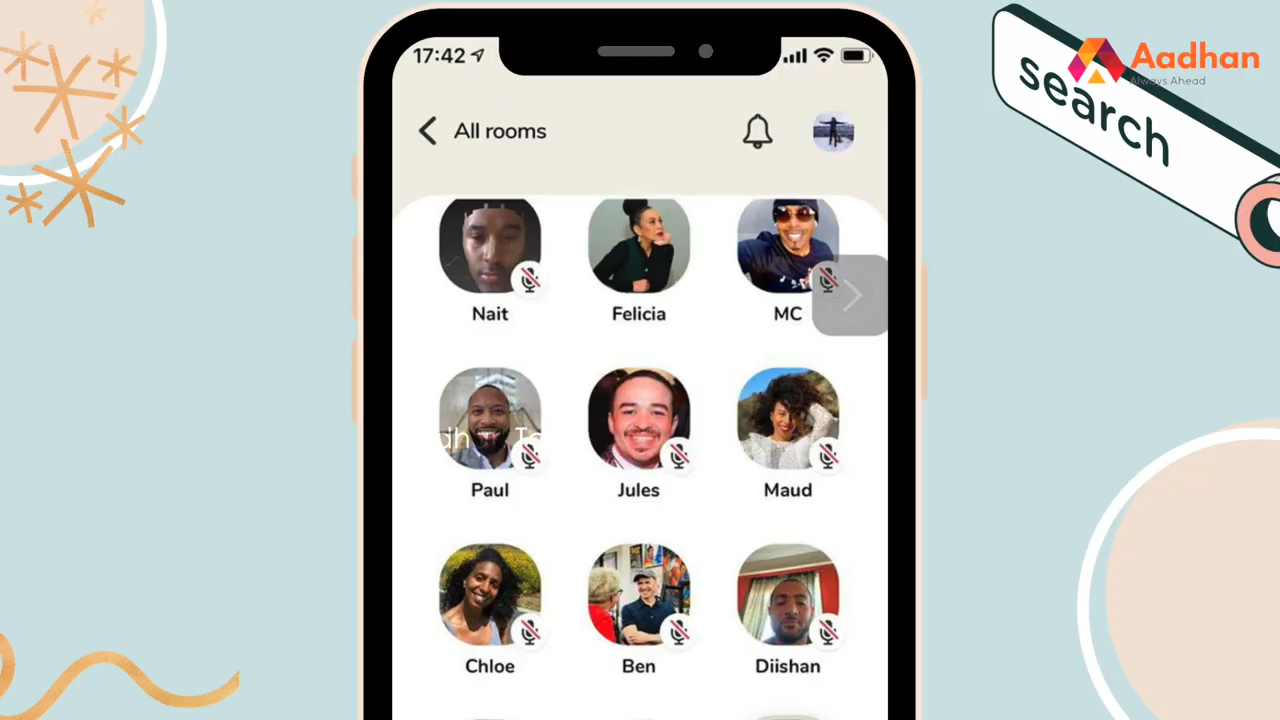 17:42
Aadhan
Always Ahead
search
All rooms
Nait
Felicia
MC
Paul
Jules
Maud
Chloe
Ben
Diishan